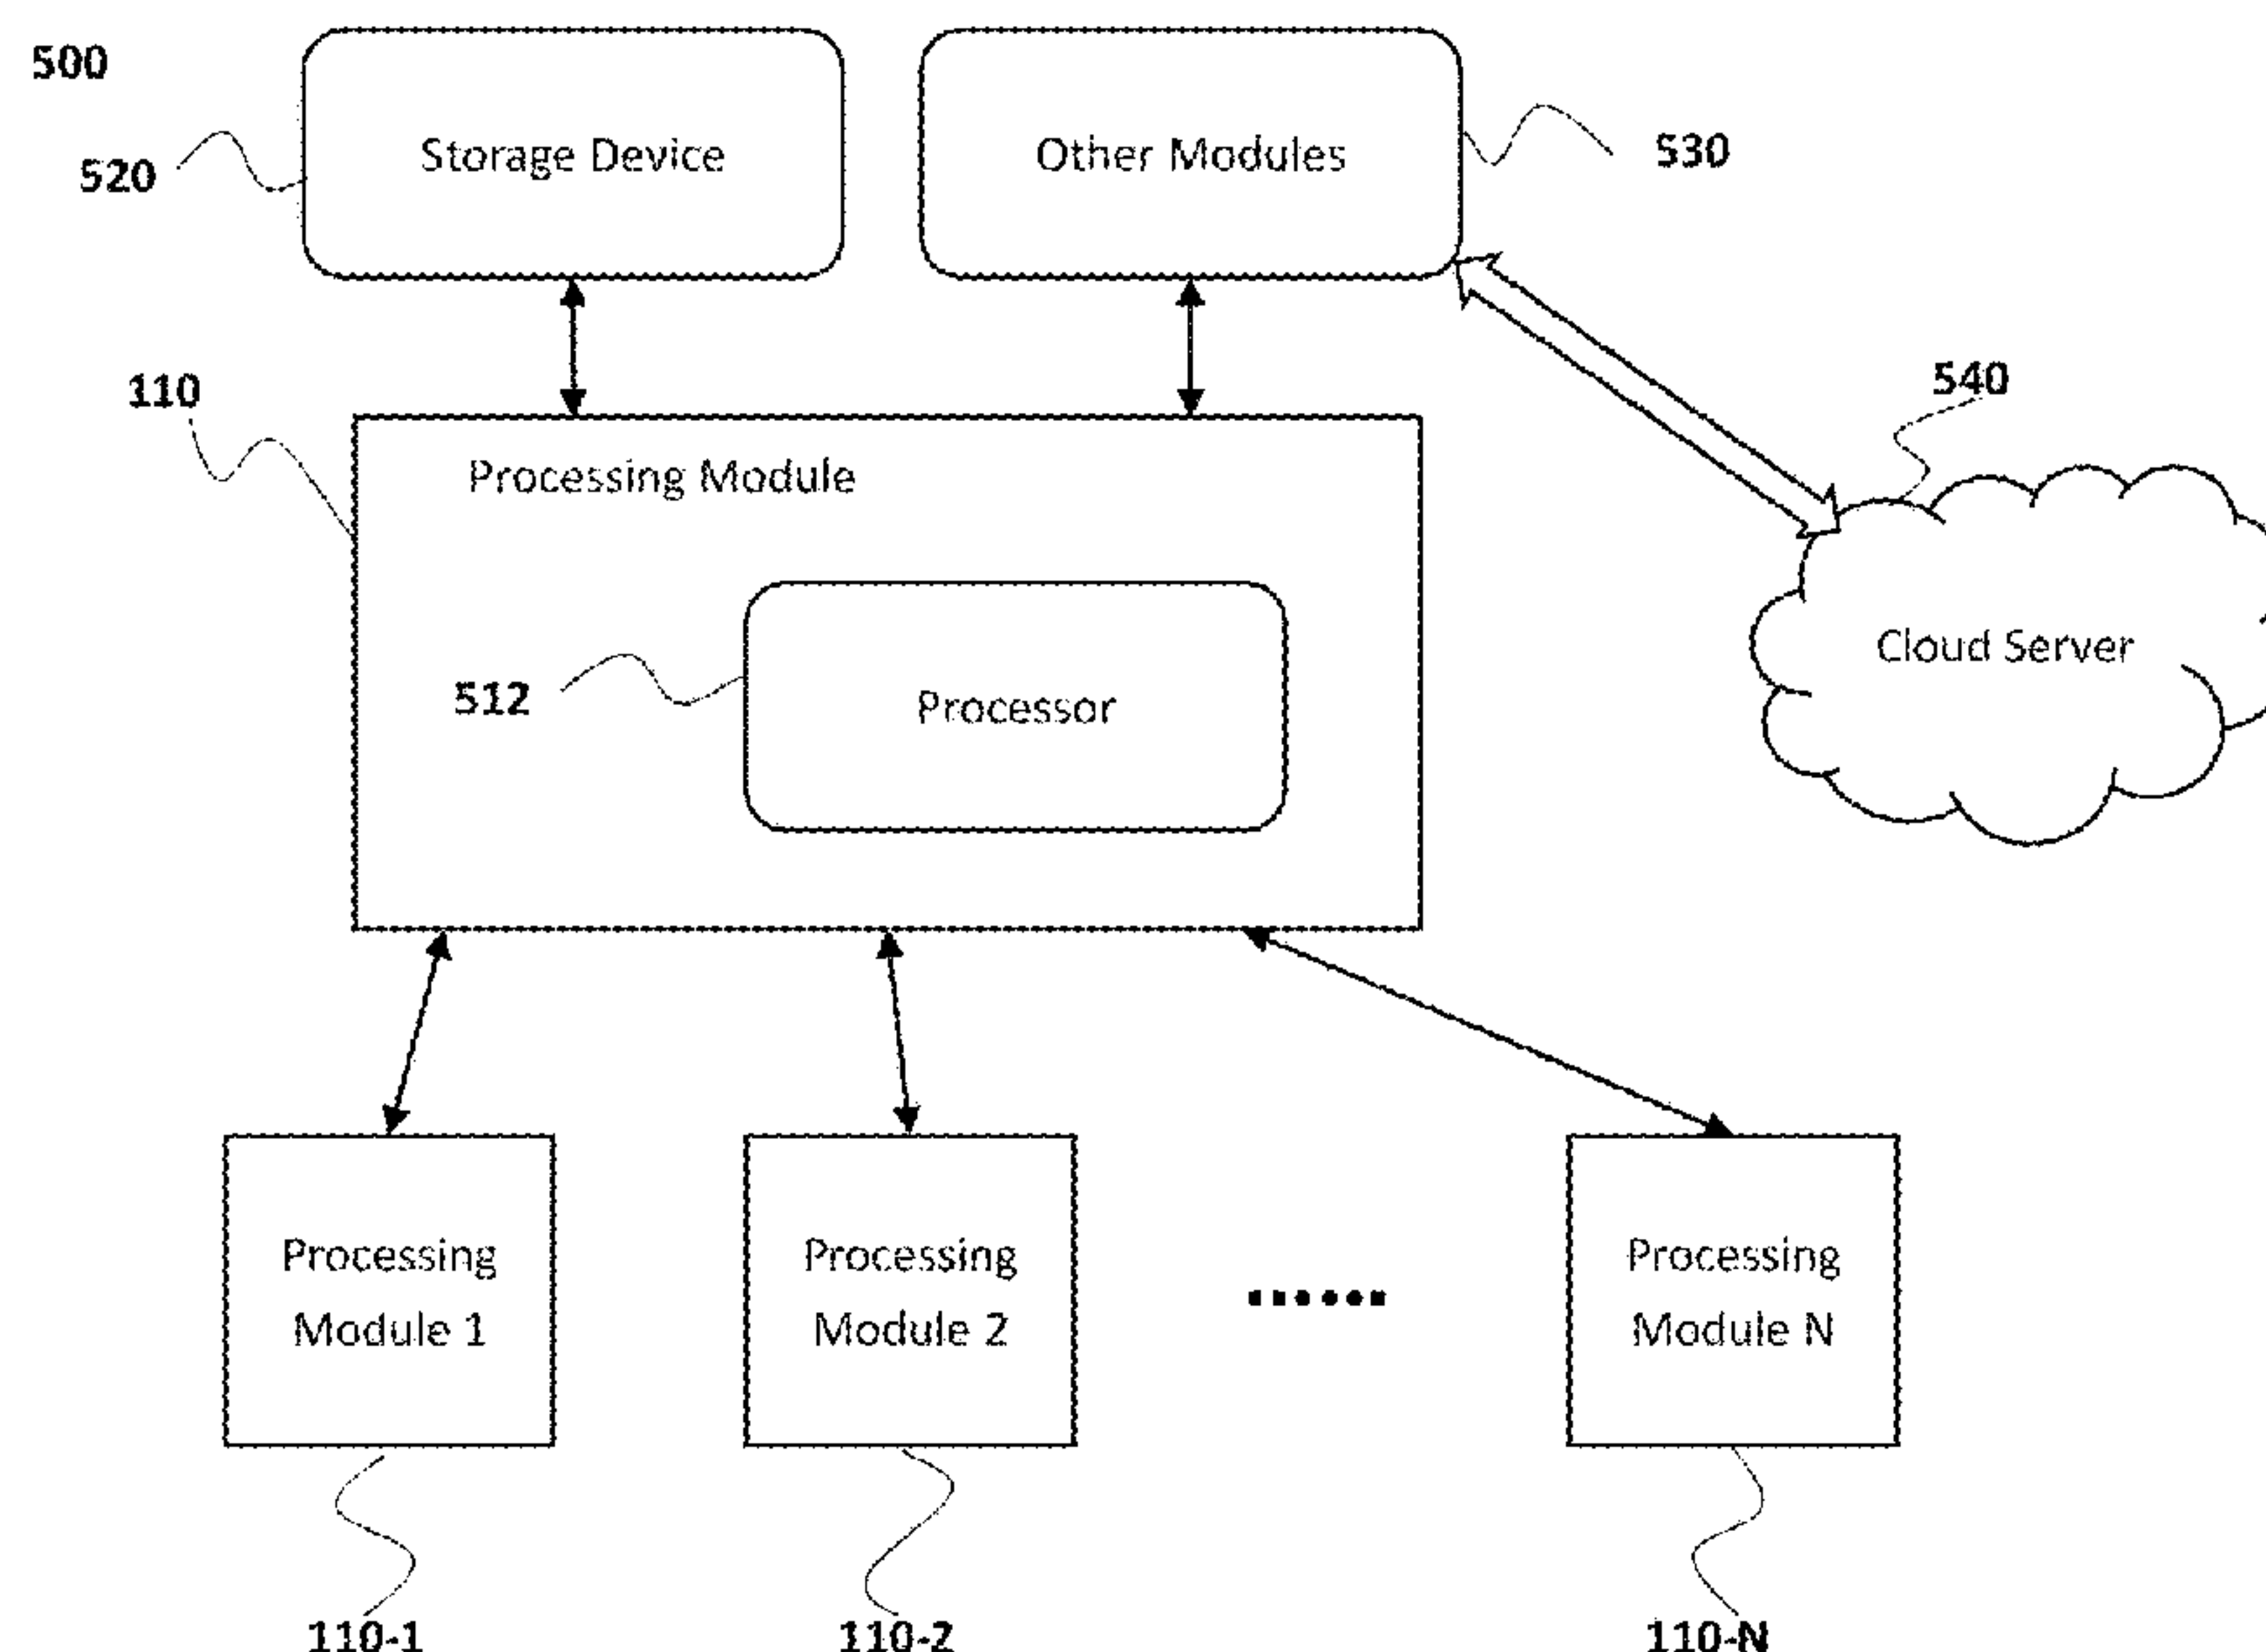 500
520
Storage Device
Other Modules
530
110
540
Processing Module
512
Processor
Cloud Server
Processing
Module 1
Processing
Module 2
......
Processing
Module N
110-1
110-2
110-N